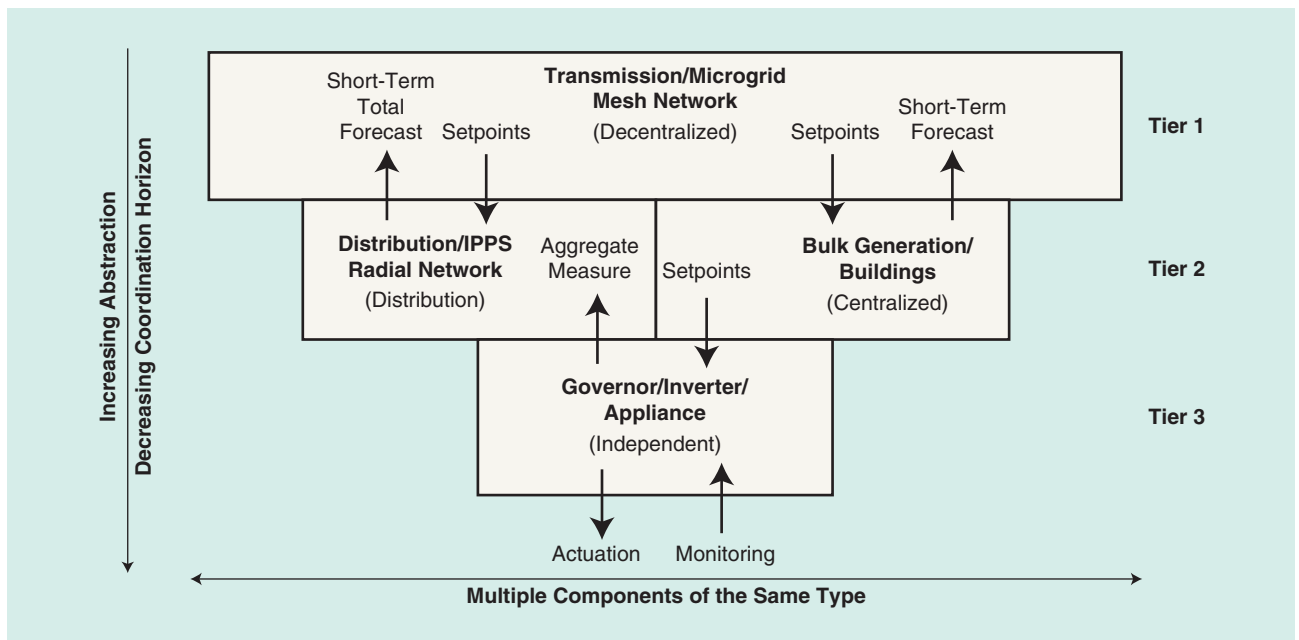 Short-Term
Total
Forecast
Setpoints
Transmission/Microgrid
Mesh Network
(Decentralized)
Setpoints
Short-Term
Forecast
Tier 1
Distribution/IPPS
Radial Network
(Distribution)
Aggregate
Measure
Setpoints
Bulk Generation/
Buildings
(Centralized)
Tier 2
Governor/Inverter/
Appliance
(Independent)
Tier 3
Actuation
Monitoring
Increasing Abstraction
Decreasing Coordination Horizon
Multiple Components of the Same Type